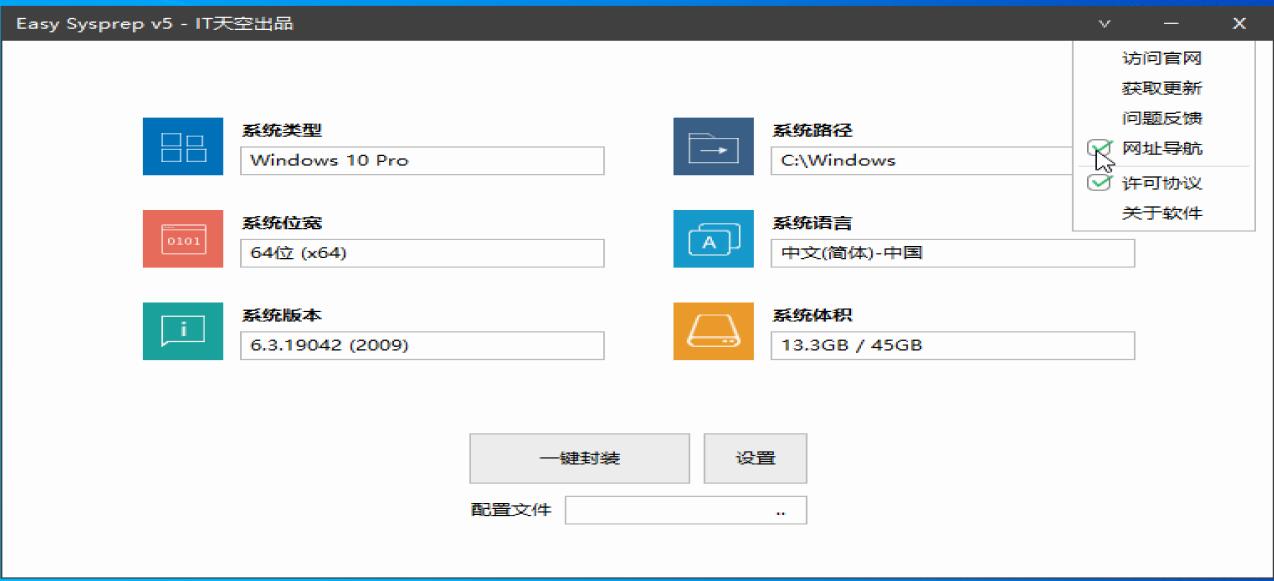 Easy Sysprep v5 - IT天空出品
访问官网
获取更新
问题反馈
网址导航
许可协议
关于软件
系统类型
Windows 10 Pro
系统路径
C:\Windows
0101
系统位宽
64位 (x64)
A
系统语言
中文(简体)-中国
i
系统版本
6.3.19042 (2009)
系统体积
13.3GB / 45GB
一键封装
设置
配置文件
..